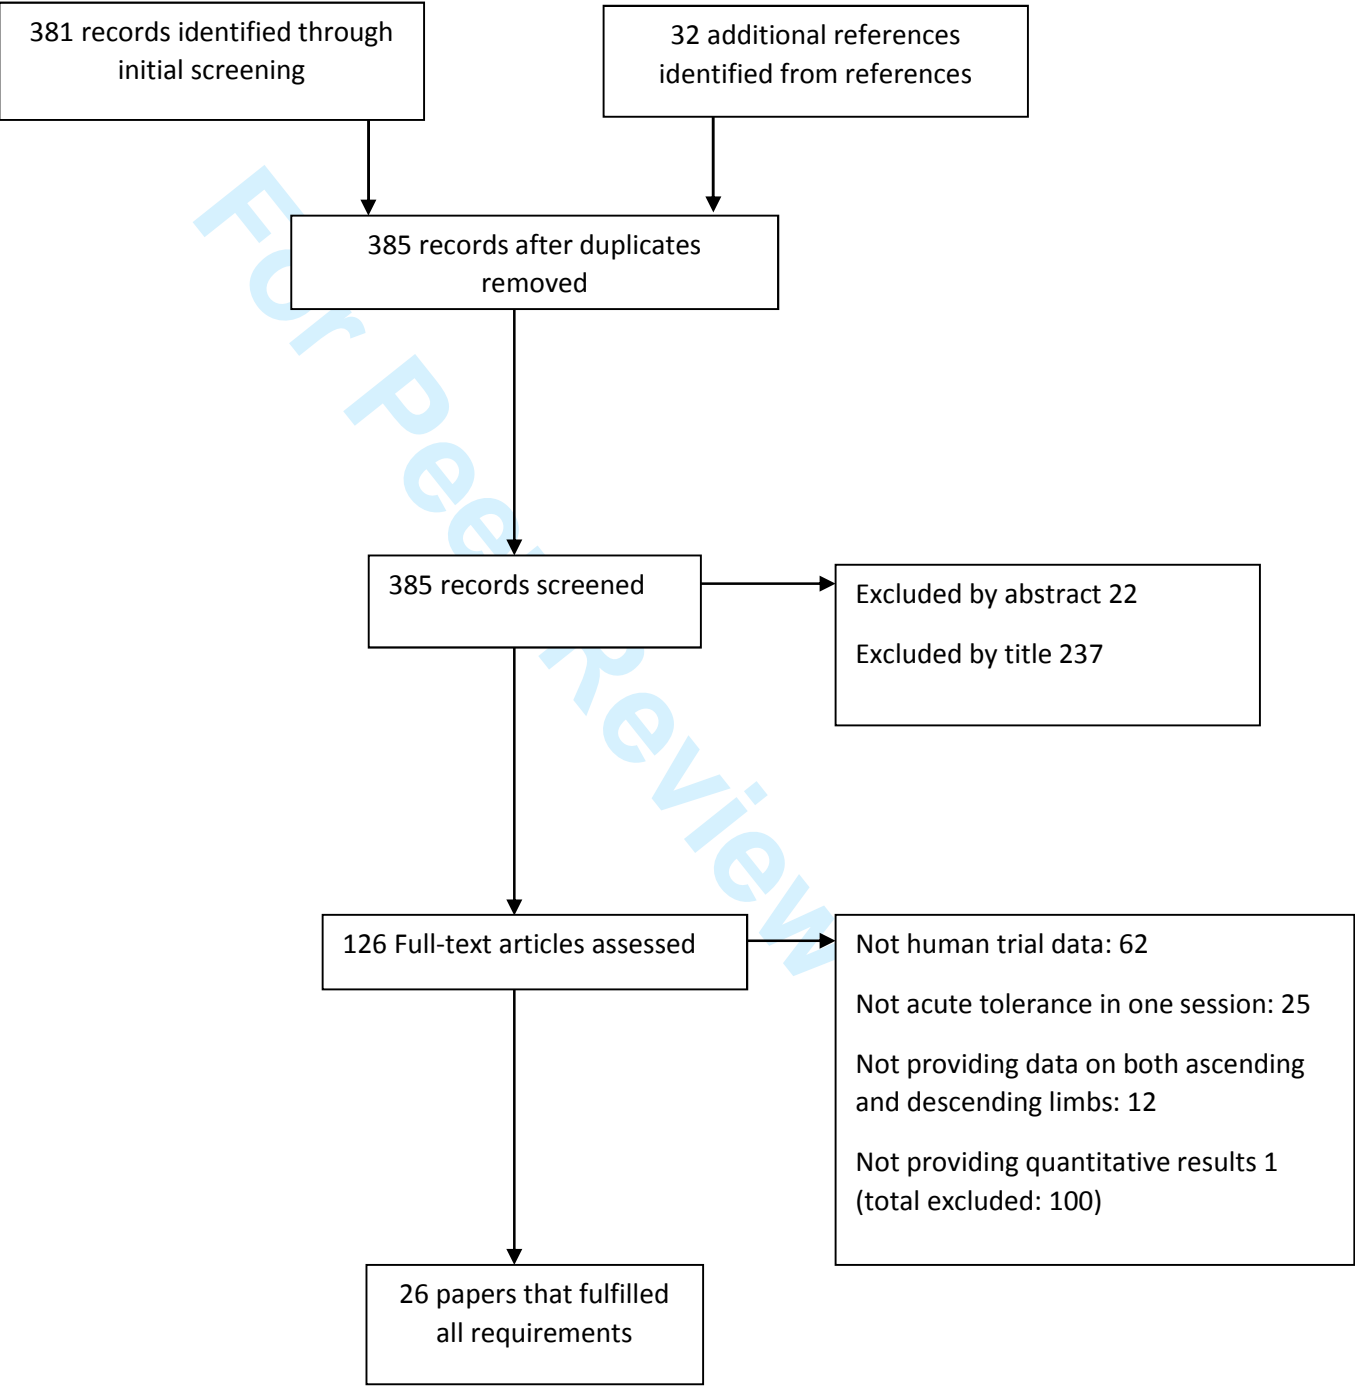 381 records identified through
initial screening
32 additional references
identified from references
385 records after duplicates
removed
385 records screened
Excluded by abstract 22
Excluded by title 237
126 Full-text articles assessed
Not human trial data: 62
Not acute tolerance in one session: 25
Not providing data on both ascending
and descending limbs: 12
Not providing quantitative results 1
(total excluded: 100)
26 papers that fulfilled
all requirements
For Peer Review